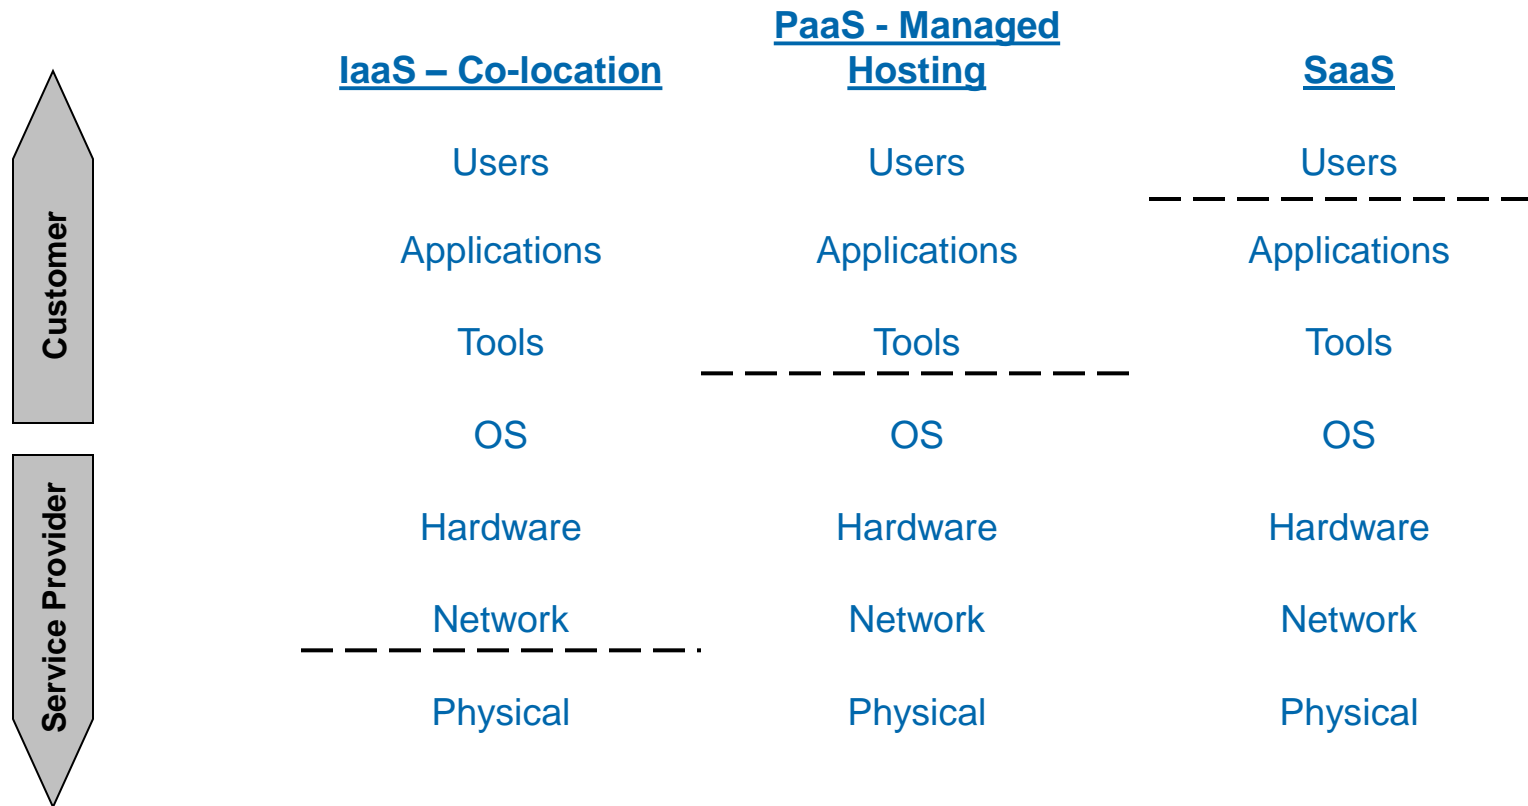 PaaS - Managed
Hosting
IaaS – Co-location
SaaS
Users
Users
Users
Applications
Applications
Applications
Tools
Tools
Tools
OS
OS
OS
Hardware
Hardware
Hardware
Network
Network
Network
Physical
Physical
Physical
Customer
Service Provider